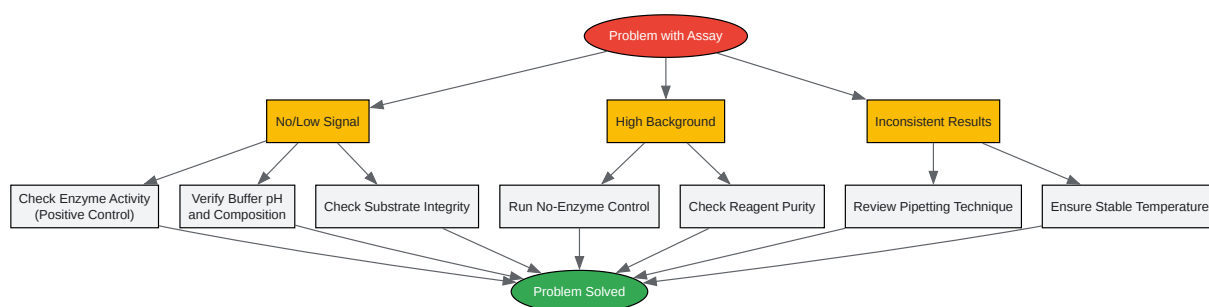 Problem with Assay
No/Low Signal
High Background
Inconsistent Results
Check Enzyme Activity
(Positive Control)
Verify Buffer pH
and Composition
Check Substrate Integrity
Run No-Enzyme Control
Check Reagent Purity
Review Pipetting Technique
Ensure Stable Temperature
Problem Solved